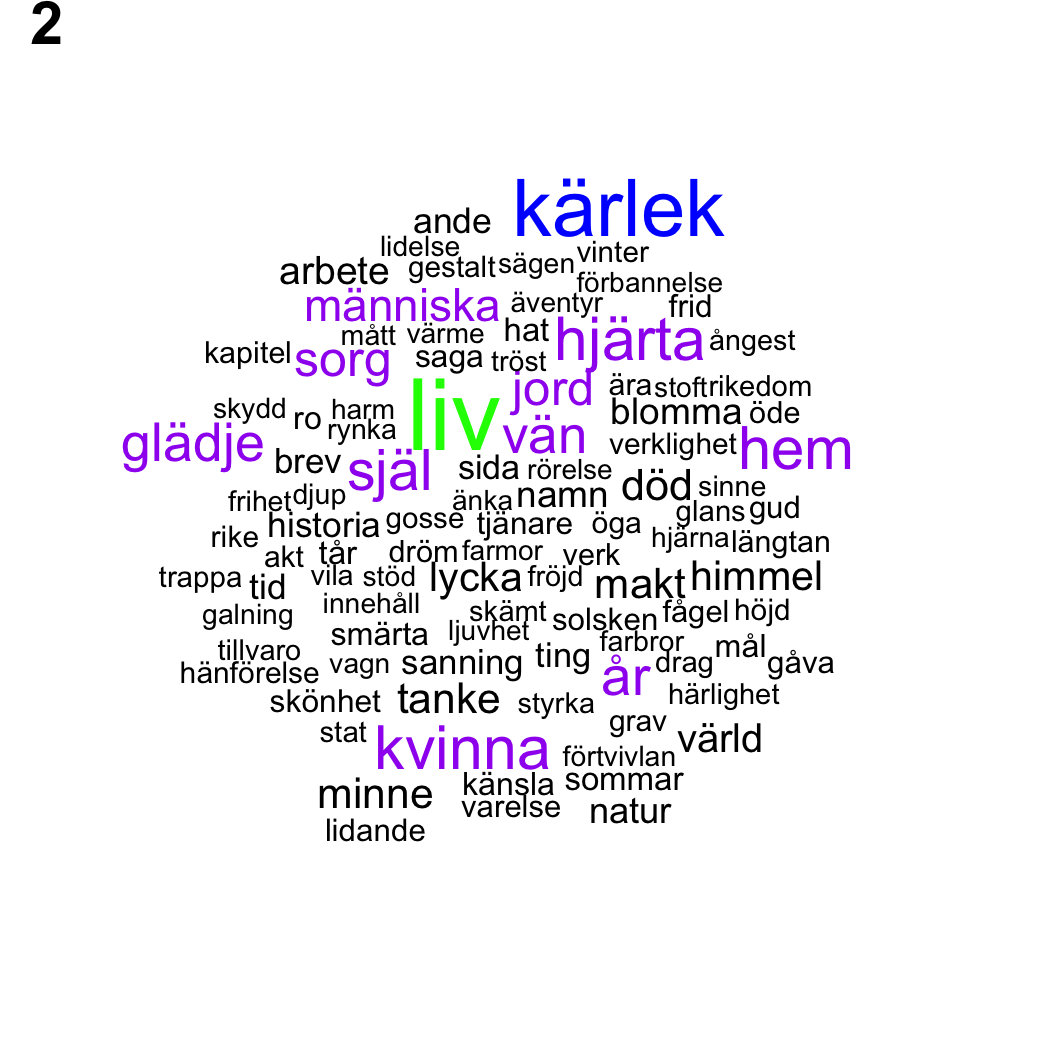 2
ande kärlek
lidelse vinter
arbete gestalt sägen förbannelse
människa äventyr frid
mått värme hat hjärta ångest
kapitel sorg saga tröst
jord ära stoft rikedom
skydd ro harm liv blomma öde
glädje rynka vän verklighet hem
brev själ sida rörelse
frihet djup änka namn död sinne
historia gosse tjänare öga glans gud
rike akt tår dröm farmor verk hjärna längtan
trappa tid vila stöd lycka fröjd makt himmel
galning innehåll skämt solsken fågel höjd
smärta ljuvhet farbror mål
tillvaro vagn sanning ting år drag gåva
hänförelse
skönhet tanke styrka härlighet
stat kvinna grav värld
förtvivlan
minne känsla sommar
varelse natur
lidande